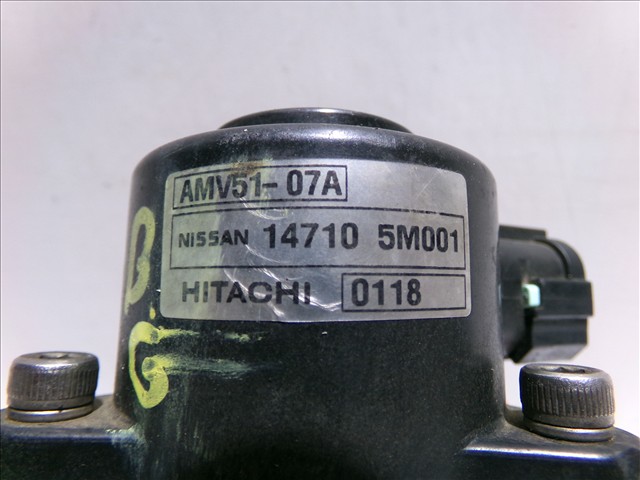 AMV51-07A
NISSAN 14710 5M001
HITACHI 0118
B.
G